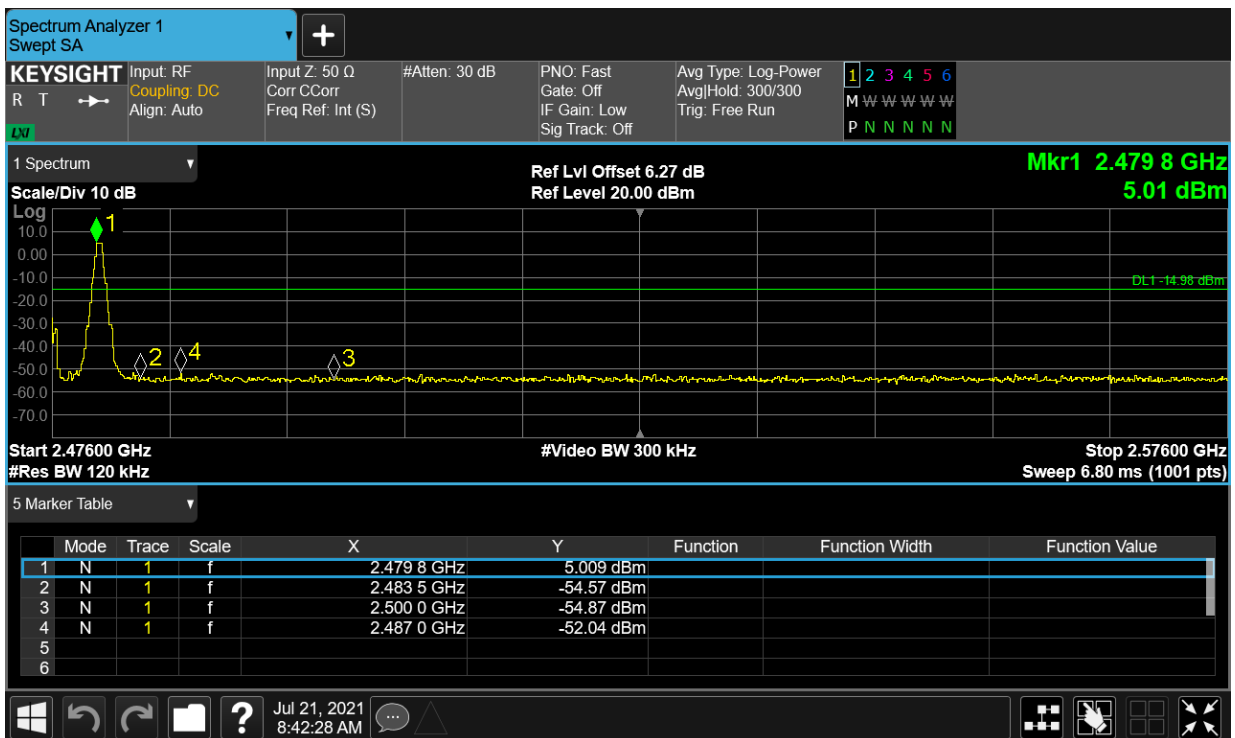 Spectrum Analyzer 1
Swept SA
KEYSIGHT
R T
LXI
Input: RF
Coupling: DC
Align: Auto
Input Z: 50 Ω
Corr CCorr
Freq Ref: Int (S)
#Atten: 30 dB
PNO: Fast
Gate: Off
IF Gain: Low
Sig Track: Off
Avg Type: Log-Power
Avg|Hold: 300/300
Trig: Free Run
1 2 3 4 5 6
M W W W W W
P N N N N N
1 Spectrum
Scale/Div 10 dB
Ref Lvl Offset 6.27 dB
Ref Level 20.00 dBm
Mkr1 2.479 8 GHz
5.01 dBm
Log
10.0
0.00
-10.0
-20.0
-30.0
-40.0
-50.0
-60.0
-70.0
1
2
4
3
DL1 -14.98 dBm
Start 2.47600 GHz
#Video BW 300 kHz
Stop 2.57600 GHz
#Res BW 120 kHz
Sweep 6.80 ms (1001 pts)
5 Marker Table
Mode Trace Scale X Y Function Function Width Function Value
1 N 1 f 2.479 8 GHz 5.009 dBm
2 N 1 f 2.483 5 GHz -54.57 dBm
3 N 1 f 2.500 0 GHz -54.87 dBm
4 N 1 f 2.487 0 GHz -52.04 dBm
5
6
?
Jul 21, 2021
8:42:28 AM